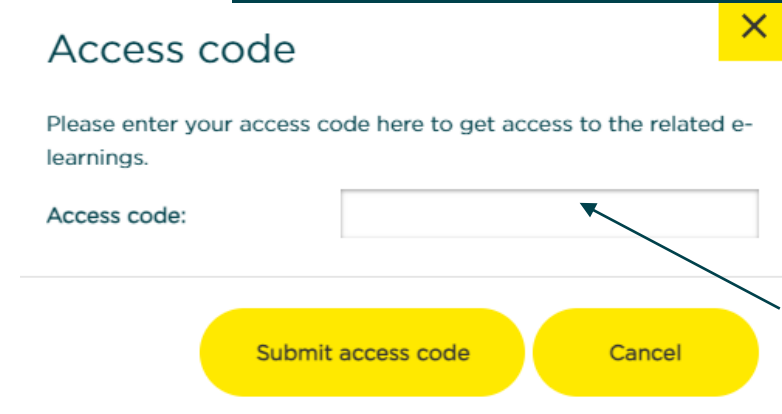 Access code
Please enter your access code here to get access to the related e-
learnings.
Access code:
Submit access code
Cancel